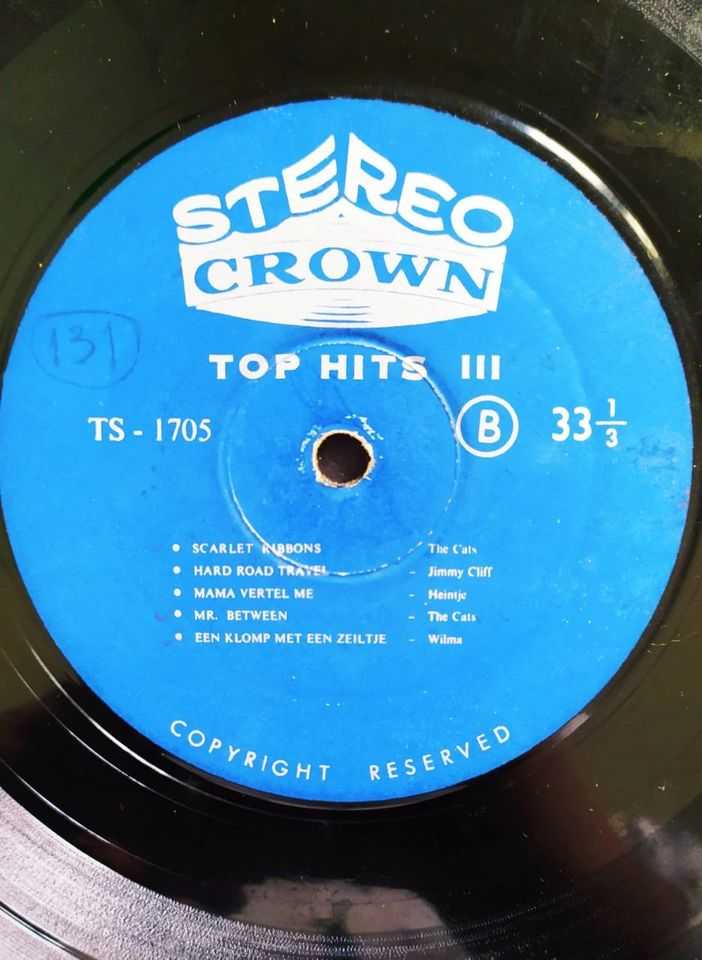 STEREO
CROWN
131
TOP HITS III
TS - 1705 B 33 1/3
• SCARLET RIBBONS - The Cats
• HARD ROAD TRAVEL - Jimmy Cliff
• MAMA VERTEL ME - Heintje
• MR. BETWEEN - The Cats
• EEN KLOMP MET EEN ZEILTJE - Wilma
COPYRIGHT RESERVED